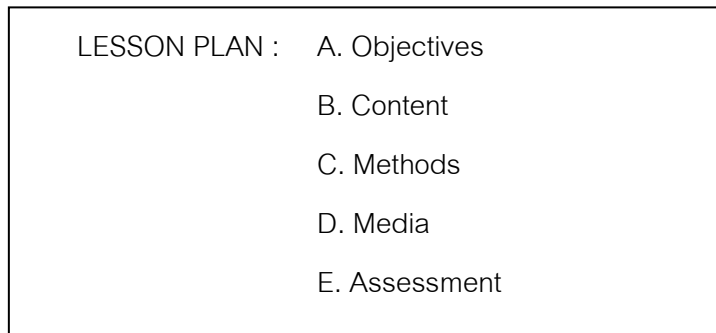 LESSON PLAN : A. Objectives
B. Content
C. Methods
D. Media
E. Assessment